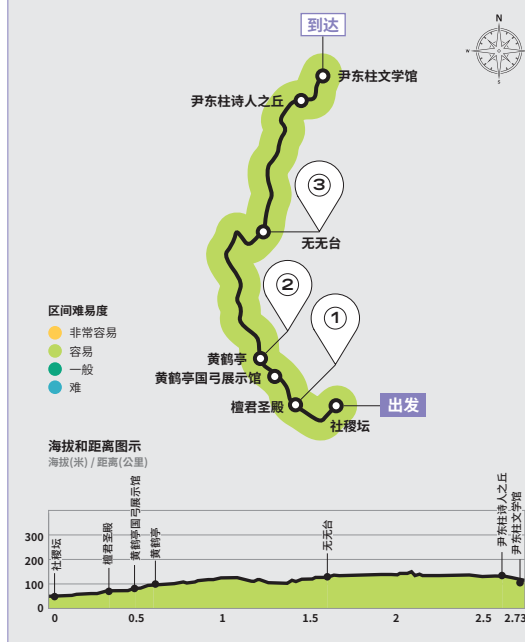 到达
N
W
E
S
尹东柱文学馆
尹东柱诗人之丘
3
无无台
2
1
区间难易度
非常容易
容易
一般
难
黄鹤亭
黄鹤亭国弓展示馆
檀君圣殿
出发
社稷坛
海拔和距离图示
海拔(米) / 距离(公里)
300
200
100
0
社稷坛
檀君圣殿
黄鹤亭国弓展示馆
黄鹤亭
无无台
尹东柱诗人之丘
尹东柱文学馆
0
0.5
1
1.5
2
2.5
2.73